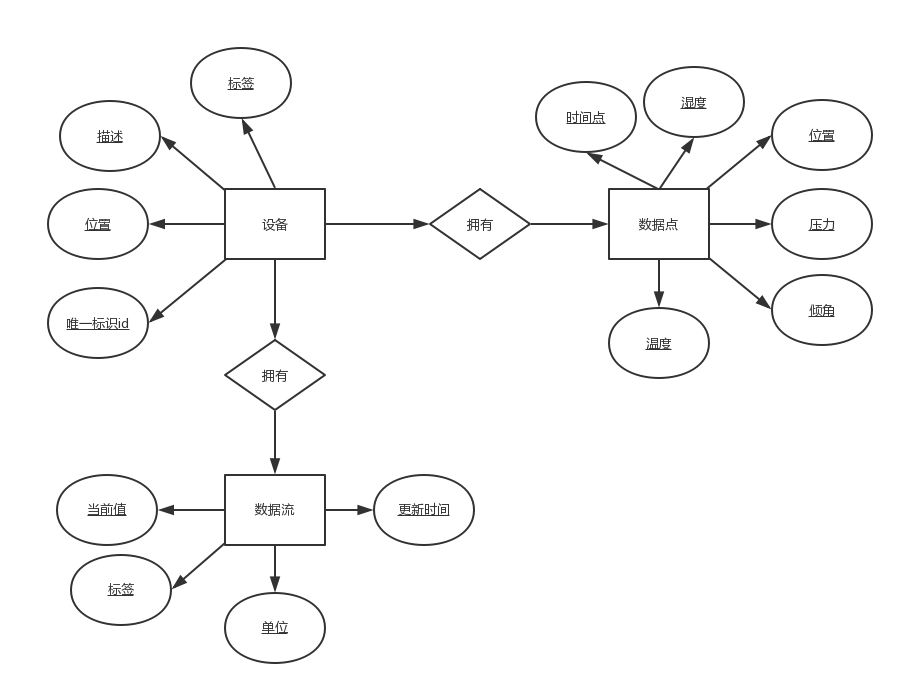 标签
描述
位置
唯一标识id
设备
拥有
时间点
湿度
位置
数据点
压力
倾角
温度
拥有
当前值
数据流
更新时间
标签
单位